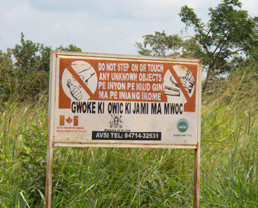 DO NOT STEP ON OR TOUCH
ANY UNKNOWN OBJECTS
PE INYON PE IGUD GIN
MA PE INIANG IKOME
GWOKE KI OWIC KI JAMI MA MWOC
AVSI TEL: 04714-32531